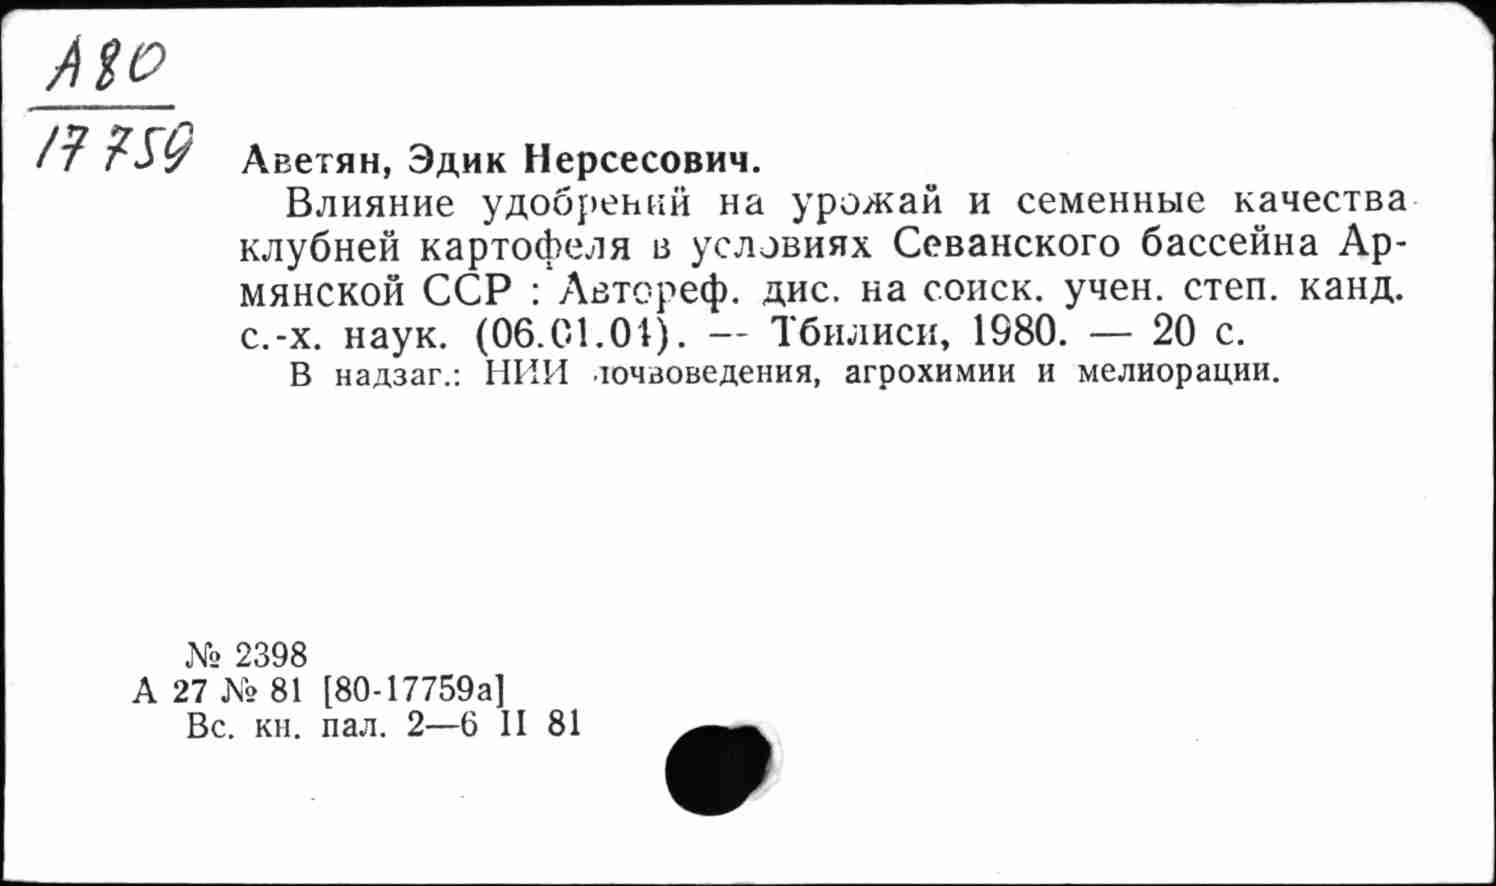 А80
17759
Аветян, Эдик Нерсесович.
Влияние удобрений на урожай и семенные качества
клубней картофеля в условиях Севанского бассейна Ар-
мянской ССР : Автореф. дис. на соиск. учен. степ. канд.
с.-х. наук. (06.01.04). — Тбилиси, 1980. — 20 с.
В надзаг.: НИИ почвоведения, агрохимии и мелиорации.
№ 2398
А 27 № 81 [80-17759а]
Вс. кн. пал. 2—6 II 81